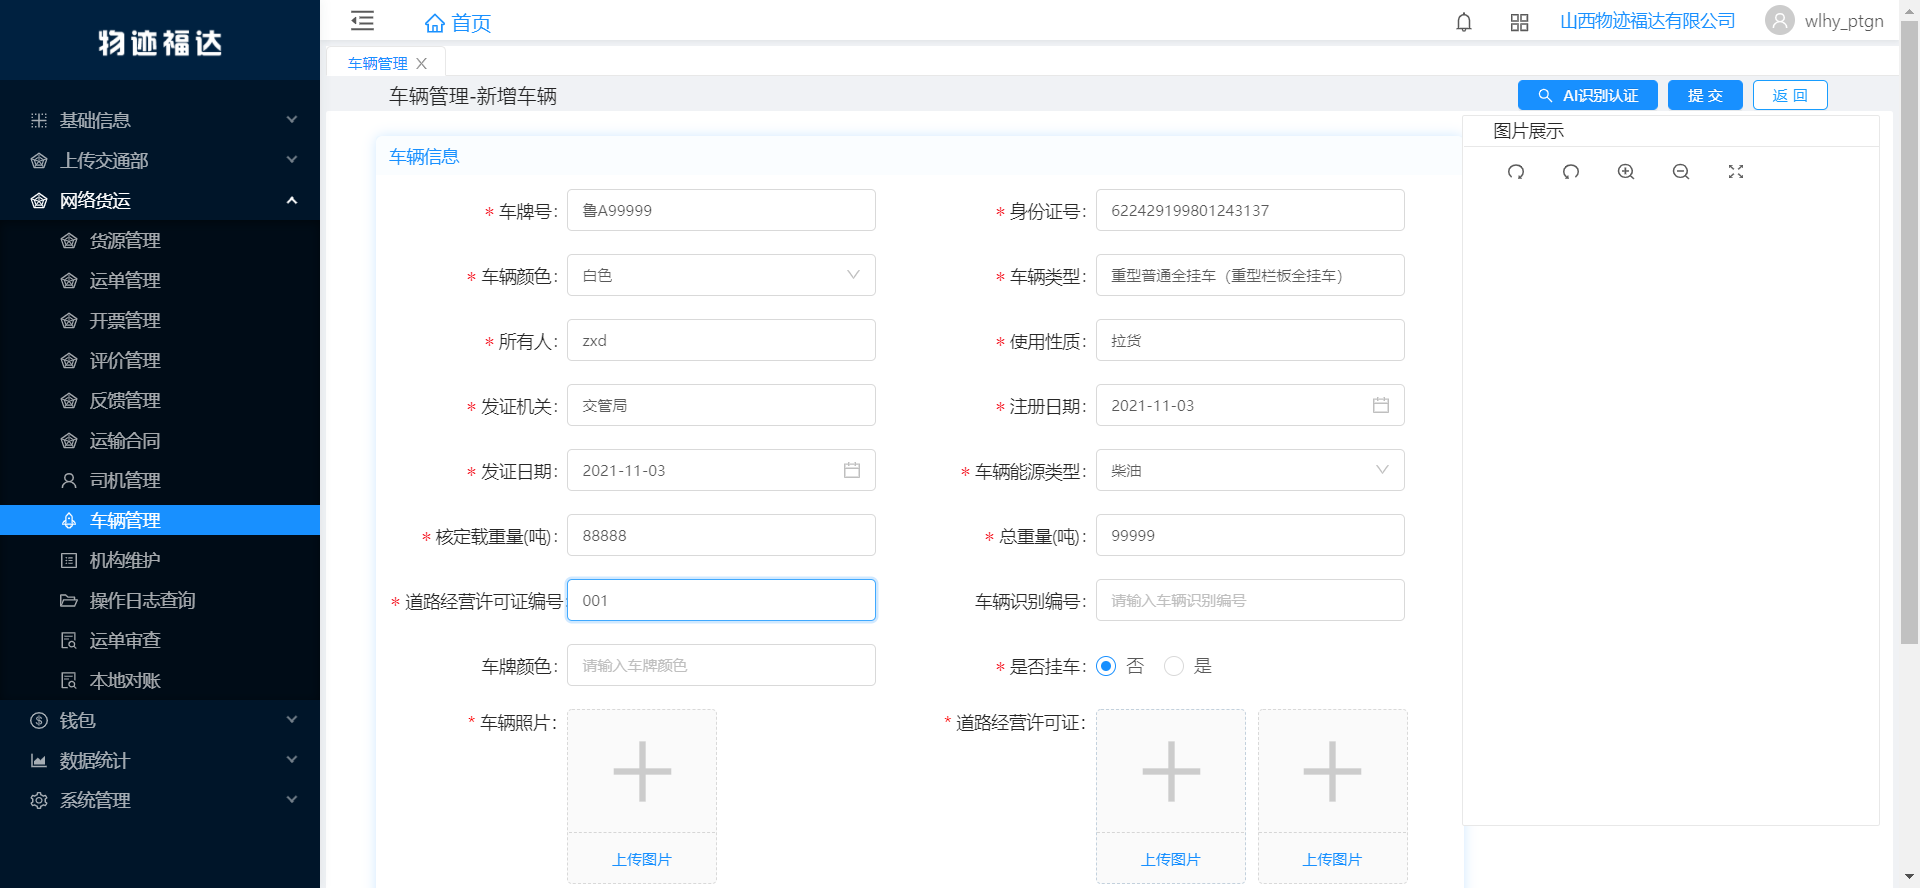 物迹福达
首页
山西物迹福达有限公司
wlhy_ptgn
基础信息
上传交通部
网络货运
货源管理
运单管理
开票管理
评价管理
反馈管理
运输合同
司机管理
车辆管理
机构维护
操作日志查询
运单审查
本地对账
钱包
数据统计
系统管理
车辆管理
车辆管理-新增车辆
AI识别认证
提 交
返 回
车辆信息
* 车牌号: 鲁A99999
* 身份证号: 622429199801243137
* 车辆颜色: 白色
* 车辆类型: 重型普通全挂车（重型栏板全挂车）
* 所有人: zxd
* 使用性质: 拉货
* 发证机关: 交管局
* 注册日期: 2021-11-03
* 发证日期: 2021-11-03
* 车辆能源类型: 柴油
* 核定载重量(吨): 88888
* 总重量(吨): 99999
* 道路经营许可证编号: 001
车辆识别编号: 请输入车辆识别编号
车牌颜色: 请输入车牌颜色
* 是否挂车: 否 是
* 车辆照片:
上传图片
* 道路经营许可证:
上传图片
上传图片
图片展示